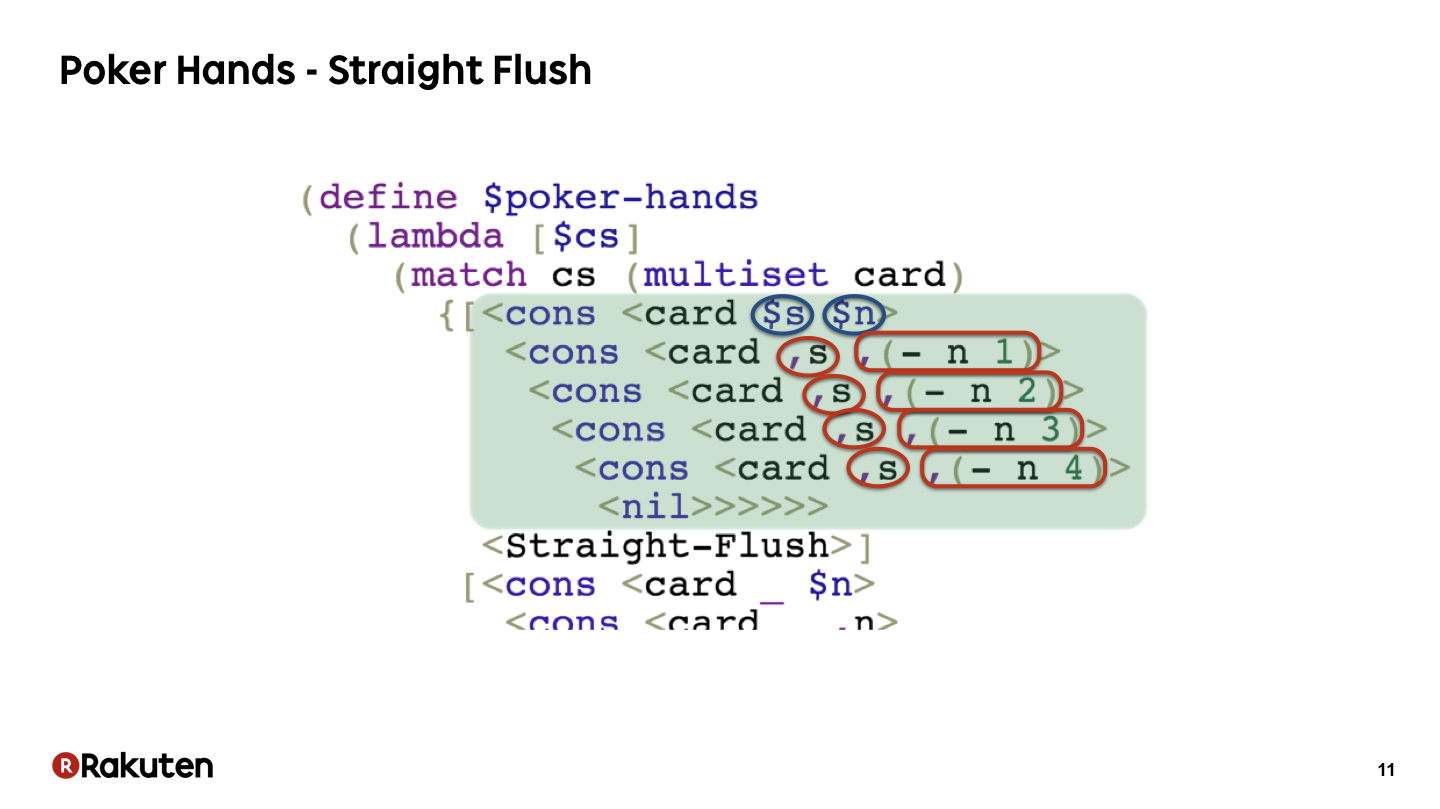 Poker Hands - Straight Flush
(define $poker-hands
(lambda [$cs]
(match cs (multiset card)
{[<cons <card $s $n>
<cons <card ,s ,(- n 1)>
<cons <card ,s ,(- n 2)>
<cons <card ,s ,(- n 3)>
<cons <card ,s ,(- n 4)>
<nil>>>>>>
<Straight-Flush>]
[<cons <card _ $n>
<cons <card ,n>
Rakuten
11